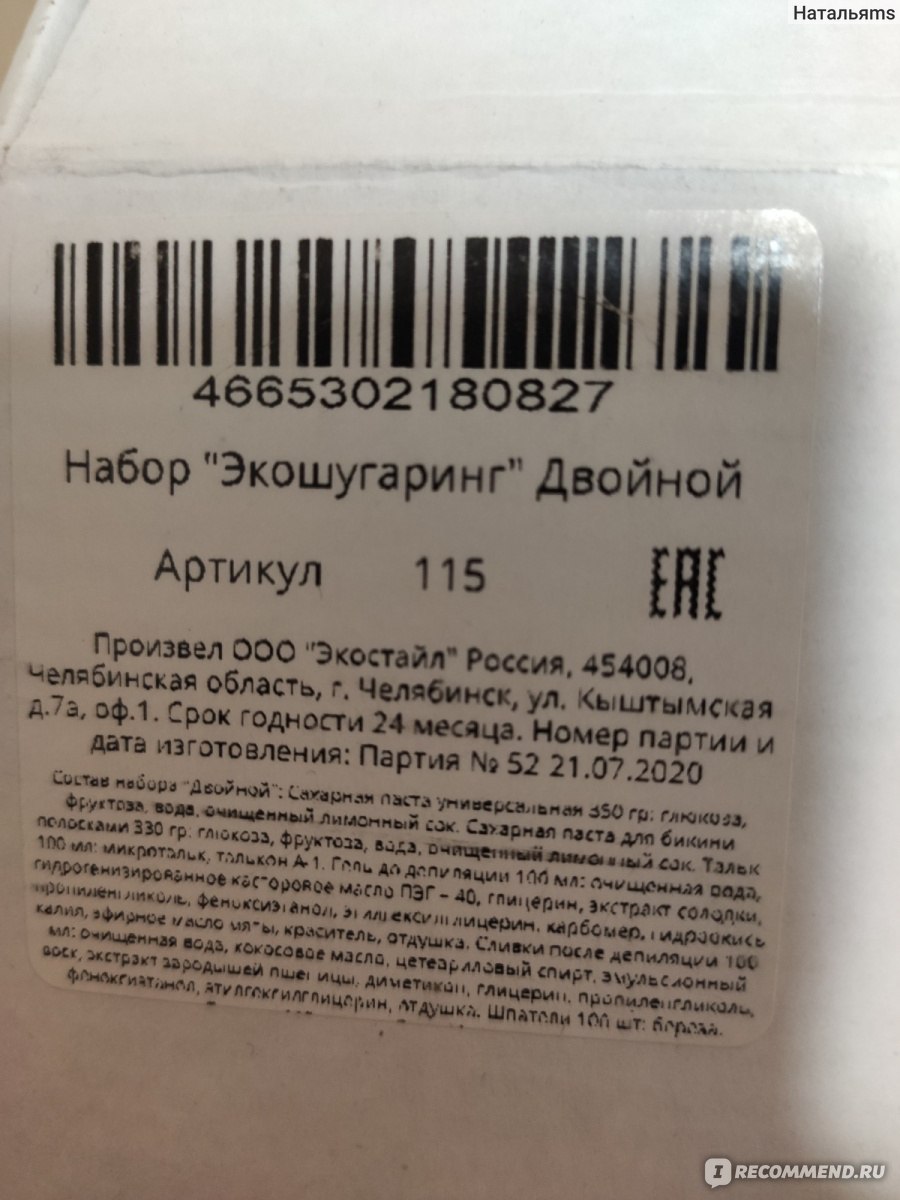 Натальяms
4665302180827
Набор "Экошугаринг" Двойной
Артикул 115
EAC
Произвел ООО "Экостайл" Россия, 454008,
Челябинская область, г. Челябинск, ул. Кыштымская
д.7а, оф.1. Срок годности 24 месяца. Номер партии и
дата изготовления: Партия № 52 21.07.2020
Состав набора "Двойной": Сахарная паста универсальная 350 гр: глюкоза,
фруктоза, вода, очищенный лимонный сок. Сахарная паста для бикини
полосками 330 гр: глюкоза, фруктоза, вода, очищенный лимонный сок. Тальк
100 мл: микротальк, талькон А-1. Гель до депиляции 100 мл: очищенная вода,
гидрогенизированное касторовое масло ПЭГ – 40, глицерин, экстракт солодки,
пропиленгликоль, феноксиэтанол, этилгексилглицерин, карбомер, гидроокись
калия, эфирное масло мяты, краситель, отдушка. Сливки после депиляции 100
мл: очищенная вода, кокосовое масло, цетеариловый спирт, эмульсионный
воск, экстракт зародышей пшеницы, диметикон, глицерин, пропиленгликоль,
феноксиэтанол, этилгексилглицерин, отдушка. Шпатели 100 шт: береза.
IRECOMMEND.RU